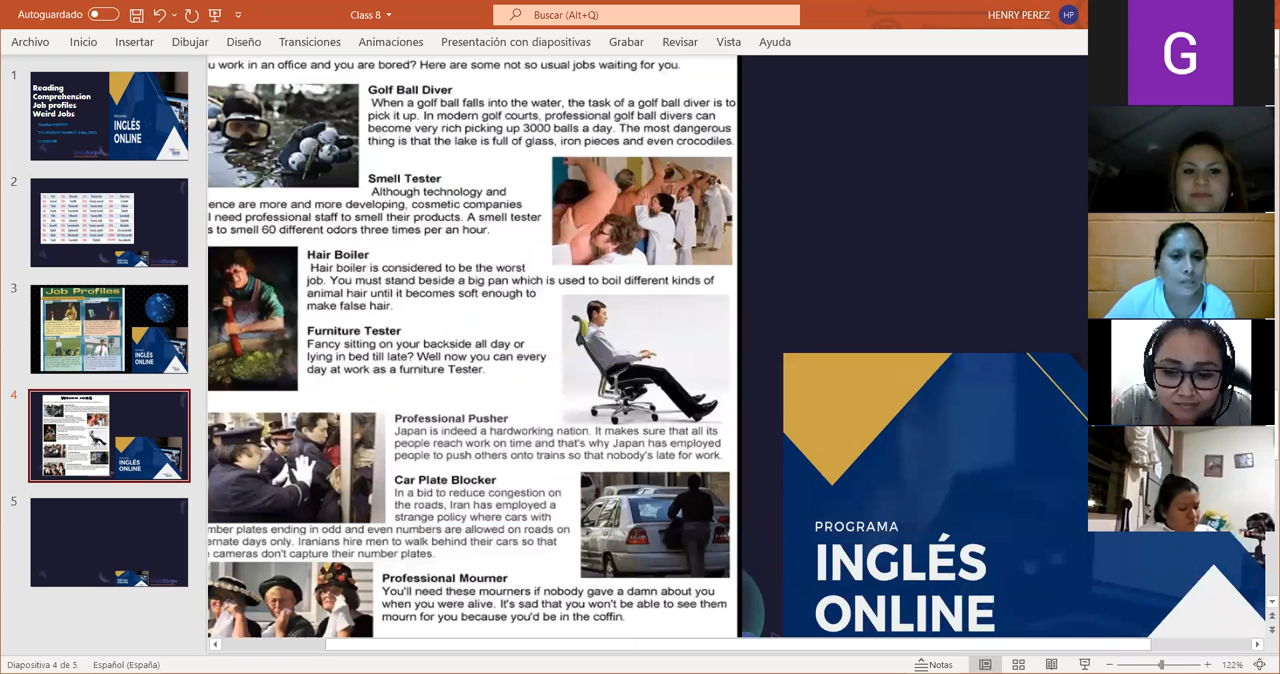 Autoguardado
Class 8
Buscar (Alt+Q)
HENRY PEREZ
HP
Archivo Inicio Insertar Dibujar Diseño Transiciones Animaciones Presentación con diapositivas Grabar Revisar Vista Ayuda
1
Reading
Comprehension
Job profiles
Weird Jobs
INGLÉS
ONLINE
2
3
Job Profiles
INGLÉS
ONLINE
4
INGLÉS
ONLINE
5
u work in an office and you are bored? Here are some not so usual jobs waiting for you.
Golf Ball Diver
When a golf ball falls into the water, the task of a golf ball diver is to
pick it up. In modern golf courts, professional golf ball divers can
become very rich picking up 3000 balls a day. The most dangerous
thing is that the lake is full of glass, iron pieces and even crocodiles.
Smell Tester
Although technology and
ence are more and more developing, cosmetic companies
l need professional staff to smell their products. A smell tester
s to smell 60 different odors three times per an hour.
Hair Boiler
Hair boiler is considered to be the worst
job. You must stand beside a big pan which is used to boil different kinds of
animal hair until it becomes soft enough to
make false hair.
Furniture Tester
Fancy sitting on your backside all day or
lying in bed till late? Well now you can every
day at work as a furniture Tester.
Professional Pusher
Japan is indeed a hardworking nation. It makes sure that all its
people reach work on time and that's why Japan has employed
people to push others onto trains so that nobody's late for work.
Car Plate Blocker
In a bid to reduce congestion on
the roads, Iran has employed a
strange policy where cars with
mber plates ending in odd and even numbers are allowed on roads on
ernate days only. Iranians hire men to walk behind their cars so that
cameras don't capture their number plates.
Professional Mourner
You'll need these mourners if nobody gave a damn about you
when you were alive. It's sad that you won't be able to see them
mourn for you because you'd be in the coffin.
PROGRAMA
INGLÉS
ONLINE
G
Diapositiva 4 de 5 Español (España)
Notas
122%